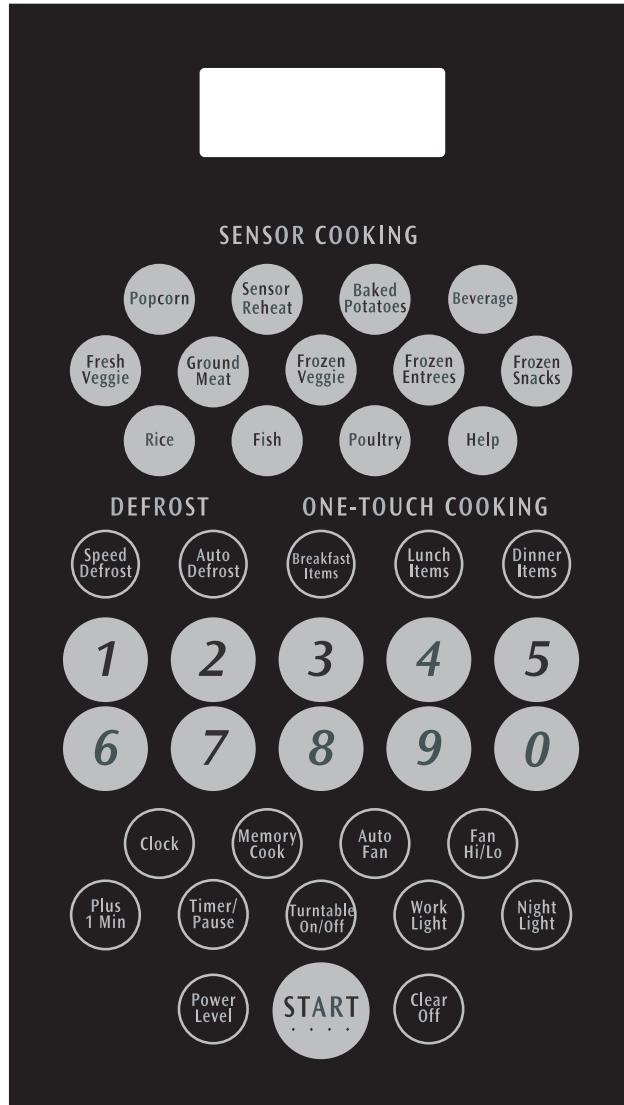 SENSOR COOKING
Popcorn
Sensor
Reheat
Baked
Potatoes
Beverage
Fresh
Veggie
Ground
Meat
Frozen
Veggie
Frozen
Entrees
Frozen
Snacks
Rice
Fish
Poultry
Help
DEFROST
ONE-TOUCH COOKING
Speed
Defrost
Auto
Defrost
Breakfast
Items
Lunch
Items
Dinner
Items
1 2 3 4 5
6 7 8 9 0
Clock
Memory
Cook
Auto
Fan
Fan
Hi/Lo
Plus
1 Min
Timer/
Pause
Turntable
On/Off
Work
Light
Night
Light
Power
Level
START
Clear
Off